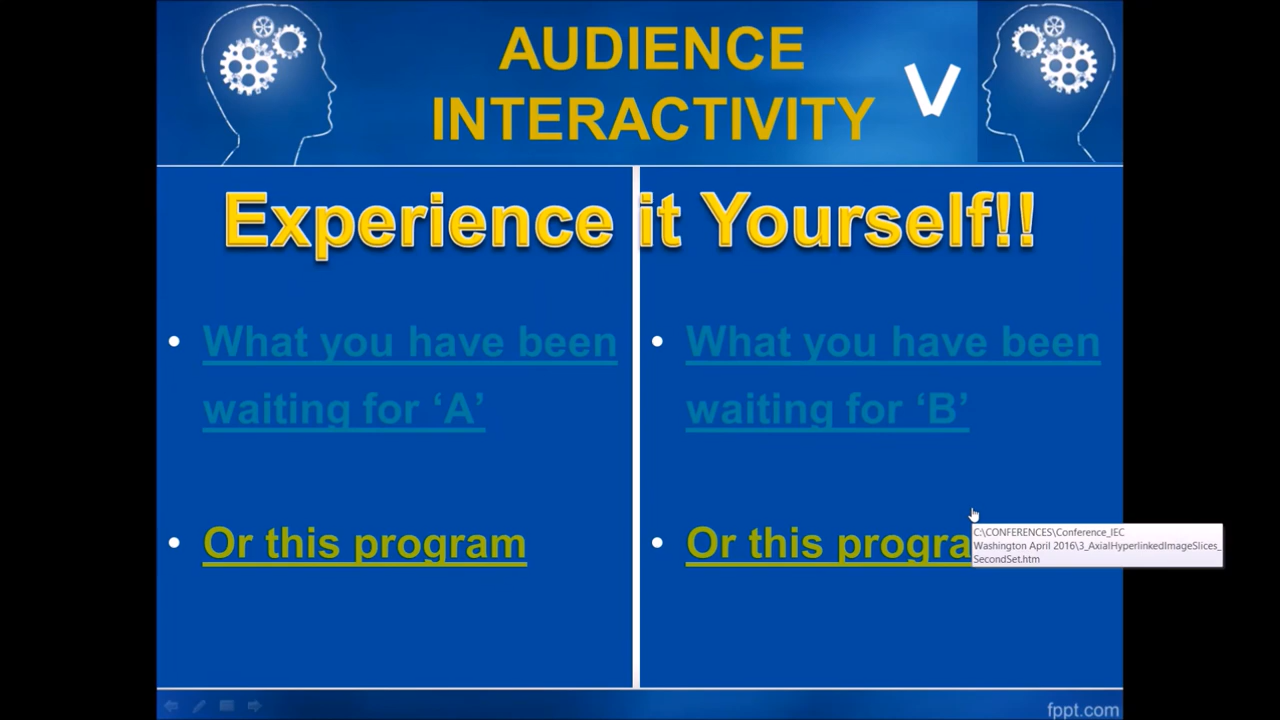 AUDIENCE
INTERACTIVITY
V
Experience it Yourself!!
• What you have been
waiting for ‘A’
• Or this program
• What you have been
waiting for ‘B’
• Or this progra
C:\CONFERENCES\Conference_IEC
Washington April 2016\3_AxialHyperlinkedImageSlices_
SecondSet.htm
fppt.com